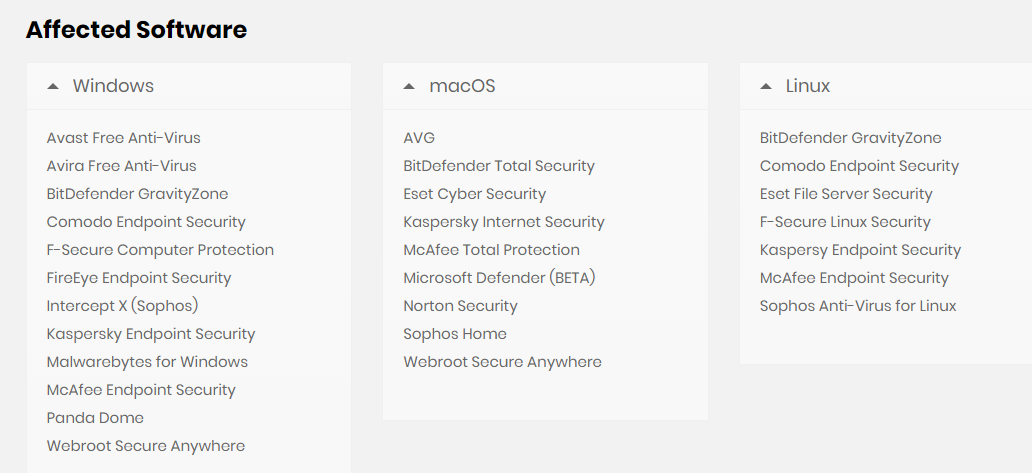 Affected Software
Windows
Avast Free Anti-Virus
Avira Free Anti-Virus
BitDefender GravityZone
Comodo Endpoint Security
F-Secure Computer Protection
FireEye Endpoint Security
Intercept X (Sophos)
Kaspersky Endpoint Security
Malwarebytes for Windows
McAfee Endpoint Security
Panda Dome
Webroot Secure Anywhere
macOS
AVG
BitDefender Total Security
Eset Cyber Security
Kaspersky Internet Security
McAfee Total Protection
Microsoft Defender (BETA)
Norton Security
Sophos Home
Webroot Secure Anywhere
Linux
BitDefender GravityZone
Comodo Endpoint Security
Eset File Server Security
F-Secure Linux Security
Kaspersy Endpoint Security
McAfee Endpoint Security
Sophos Anti-Virus for Linux